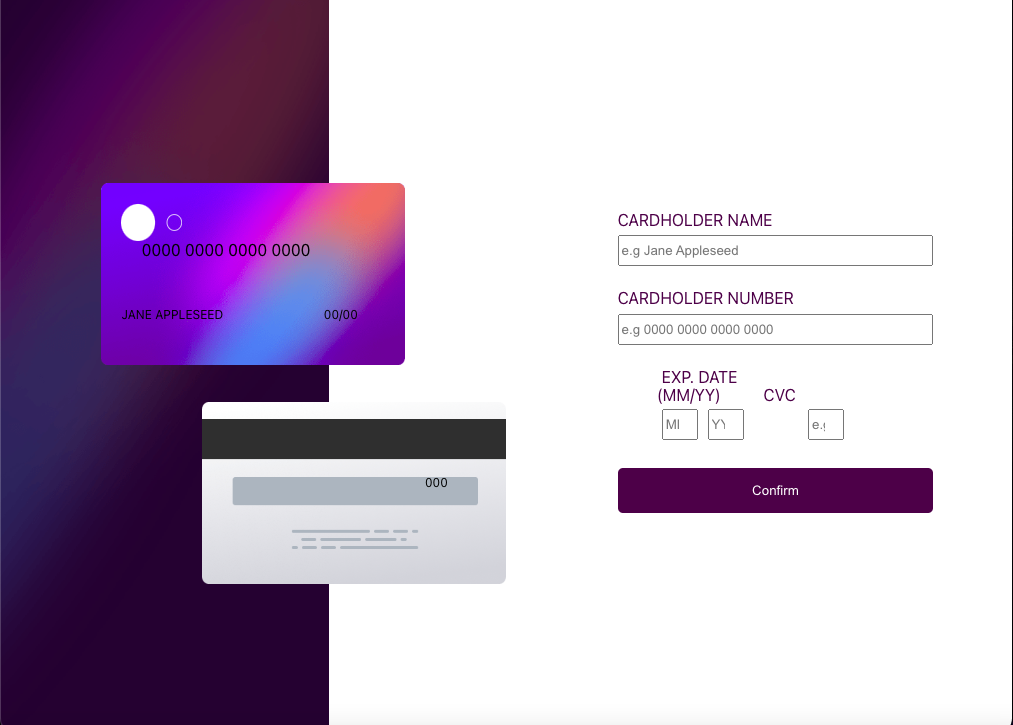 0000 0000 0000 0000
JANE APPLESEED 00/00
000
CARDHOLDER NAME
e.g Jane Appleseed
CARDHOLDER NUMBER
e.g 0000 0000 0000 0000
EXP. DATE
(MM/YY) CVC
YY
Confirm